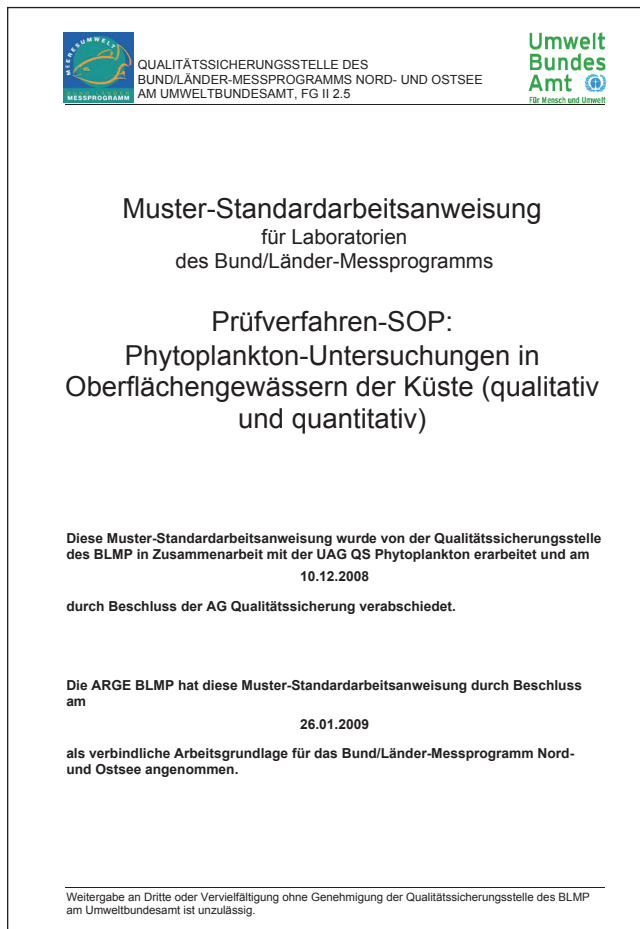 MEERESUMWELT
BUND LÄNDER
MESSPROGRAMM
QUALITÄTSSICHERUNGSSTELLE DES
BUND/LÄNDER-MESSPROGRAMMS NORD- UND OSTSEE
AM UMWELTBUNDESAMT, FG II 2.5
Umwelt
Bundes
Amt
Für Mensch und Umwelt
Muster-Standardarbeitsanweisung
für Laboratorien
des Bund/Länder-Messprogramms
Prüfverfahren-SOP:
Phytoplankton-Untersuchungen in
Oberflächengewässern der Küste (qualitativ
und quantitativ)
Diese Muster-Standardarbeitsanweisung wurde von der Qualitätssicherungsstelle
des BLMP in Zusammenarbeit mit der UAG QS Phytoplankton erarbeitet und am
10.12.2008
durch Beschluss der AG Qualitätssicherung verabschiedet.
Die ARGE BLMP hat diese Muster-Standardarbeitsanweisung durch Beschluss
am
26.01.2009
als verbindliche Arbeitsgrundlage für das Bund/Länder-Messprogramm Nord-
und Ostsee angenommen.
Weitergabe an Dritte oder Vervielfältigung ohne Genehmigung der Qualitätssicherungsstelle des BLMP
am Umweltbundesamt ist unzulässig.